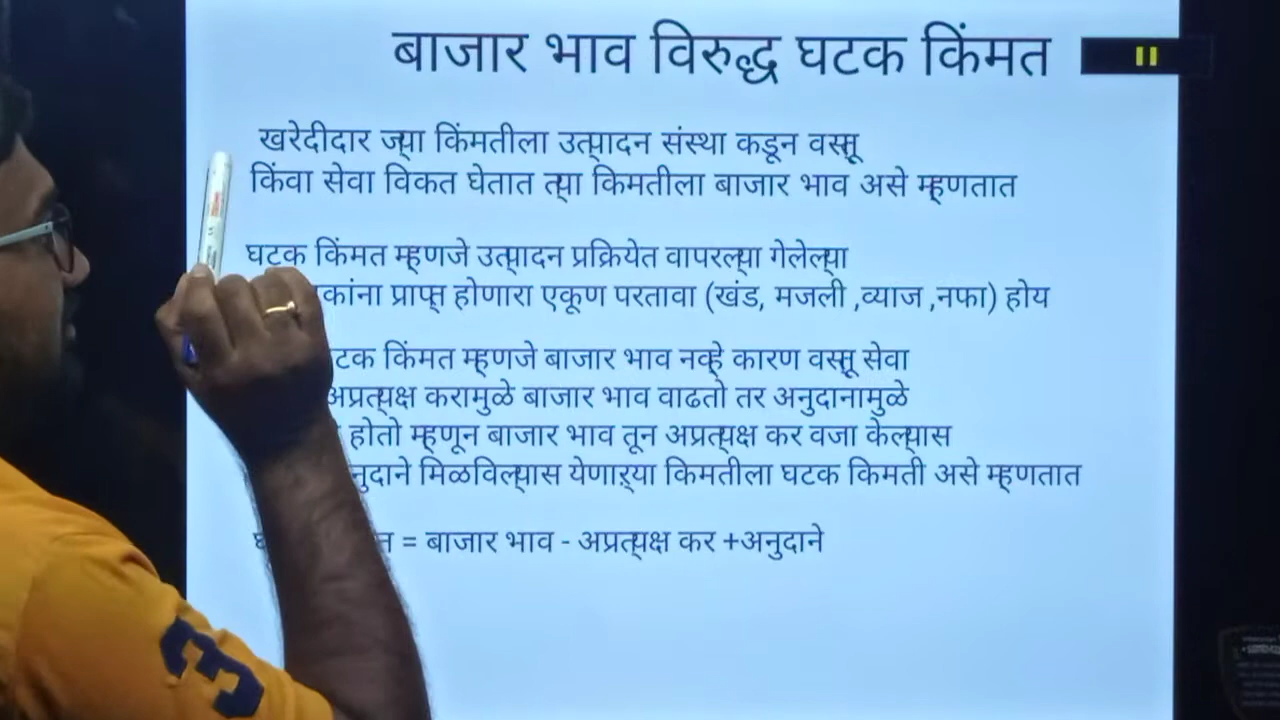 बाजार भाव विरुद्ध घटक किंमत
खरेदीदार ज्या किंमतीला उत्पादन संस्था कडून वस्तू
किंवा सेवा विकत घेतात त्या किमतीला बाजार भाव असे म्हणतात
घटक किंमत म्हणजे उत्पादन प्रक्रियेत वापरल्या गेलेल्या
प्राप्त होणारा एकूण परतावा (खंड, मजली ,व्याज ,नफा) होय
किंमत म्हणजे बाजार भाव नव्हे कारण वस्तू सेवा
अप्रत्यक्ष करामुळे बाजार भाव वाढतो तर अनुदानामुळे
होतो म्हणून बाजार भाव तून अप्रत्यक्ष कर वजा केल्यास
मिळविल्यास येणाऱ्या किमतीला घटक किमती असे म्हणतात
= बाजार भाव - अप्रत्यक्ष कर +अनुदाने
3